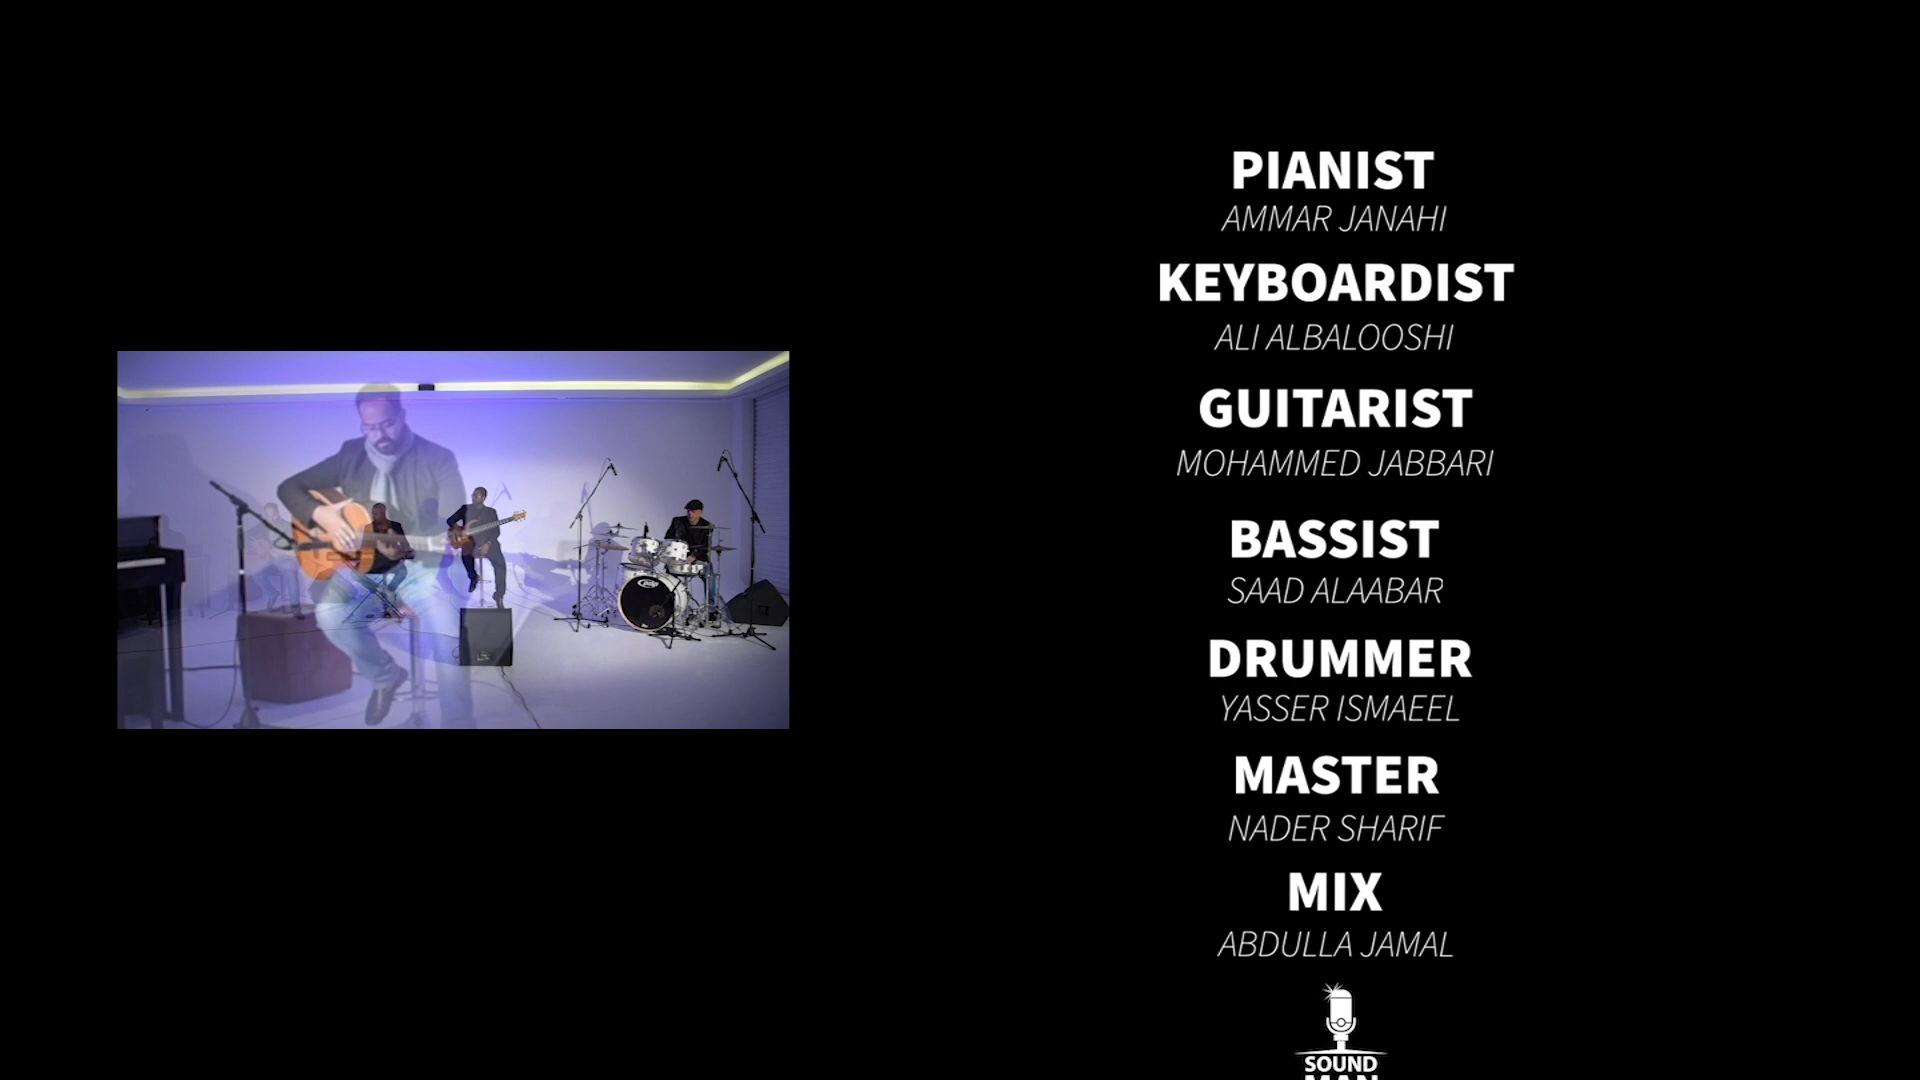 PIANIST
AMMAR JANAHI
KEYBOARDIST
ALI ALBALOOSHI
GUITARIST
MOHAMMED JABBARI
BASSIST
SAAD ALAABAR
DRUMMER
YASSER ISMAEEL
MASTER
NADER SHARIF
MIX
ABDULLA JAMAL
SOUND
MAN